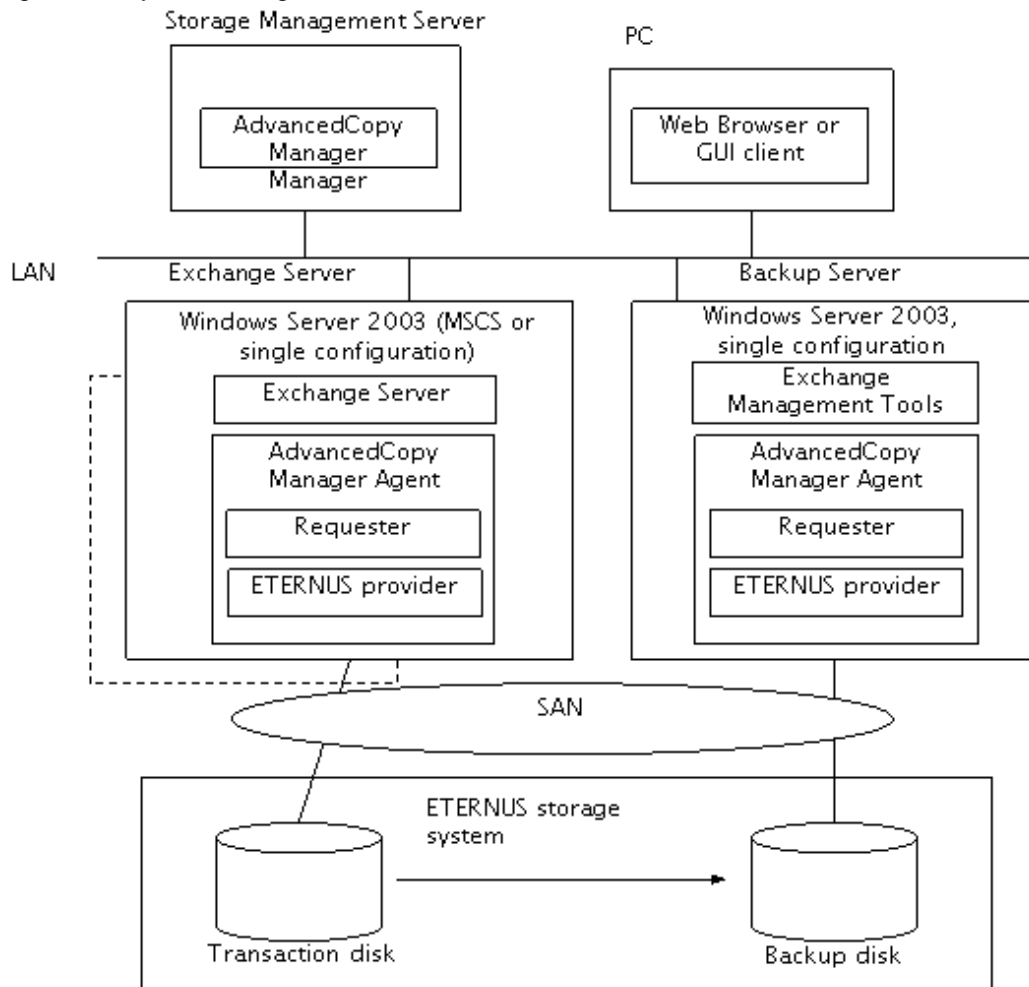 Storage Management Server
PC
AdvancedCopy
Manager
Manager
Web Browser or
GUI client
LAN
Exchange Server
Backup Server
Windows Server 2003 (MSCS or
single configuration)
Windows Server 2003,
single configuration
Exchange Server
Exchange
Management Tools
AdvancedCopy
Manager Agent
AdvancedCopy
Manager Agent
Requester
Requester
ETERNUS provider
ETERNUS provider
SAN
ETERNUS storage
system
Transaction disk
Backup disk